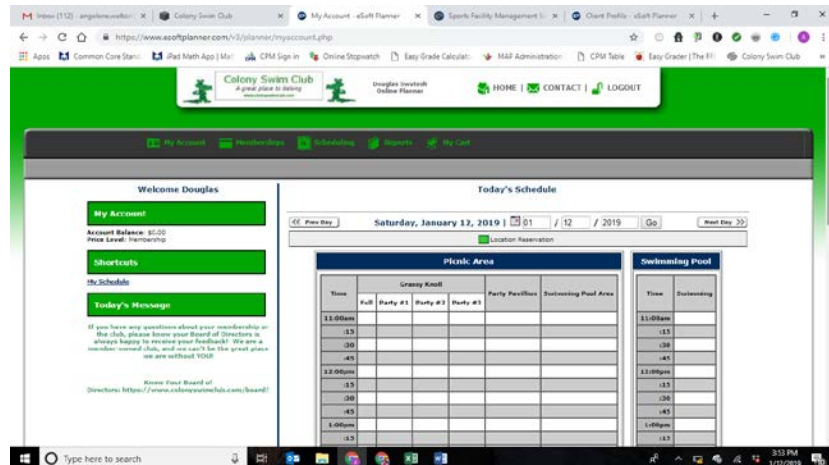 Inbox (112) - angelene.walton
Colony Swim Club
My Account - eSoft Planner
Sports Facility Management S
Client Profile - eSoft Planner
https://www.esoftplanner.com/v3/planner/myaccount.php
Apps
Common Core Stand
iPad Math App | Mat
CPM Sign in
Online Stopwatch
Easy Grade Calculat
MAP Administration
CPM Table
Easy Grader | The Fi
Colony Swim Club
Colony Swim Club
A great place to belong
Douglas
Online Planner
HOME | CONTACT | LOGOUT
My Account
Memberships
Scheduling
Reports
My Cart
Welcome Douglas
My Account
Account Balance: $0.00
Price Level: Membership
Shortcuts
My Schedule
Today's Message
If you have any questions about your membership or
the club, please know your Board of Directors is
always happy to receive your feedback! We are a
member-owned club, and we can't be the great place
we are without YOU!
Know Your Board of
Directors: https://www.colonyswimclub.com/board/
Today's Schedule
<< Prev Day
Saturday, January 12, 2019 | 01 / 12 / 2019
Go
Next Day >>
Location Reservation
Picnic Area
Swimming Pool
Time
Grassy Knoll
Full
Party #1
Party #2
Party #3
Party Pavilion
Swimming Pool Area
Time
Swimming
11:00am
:15
:30
:45
12:00pm
:15
:30
:45
1:00pm
:15
11:00am
:15
:30
:45
12:00pm
:15
:30
:45
1:00pm
:15
Type here to search
3:53 PM
1/12/2019